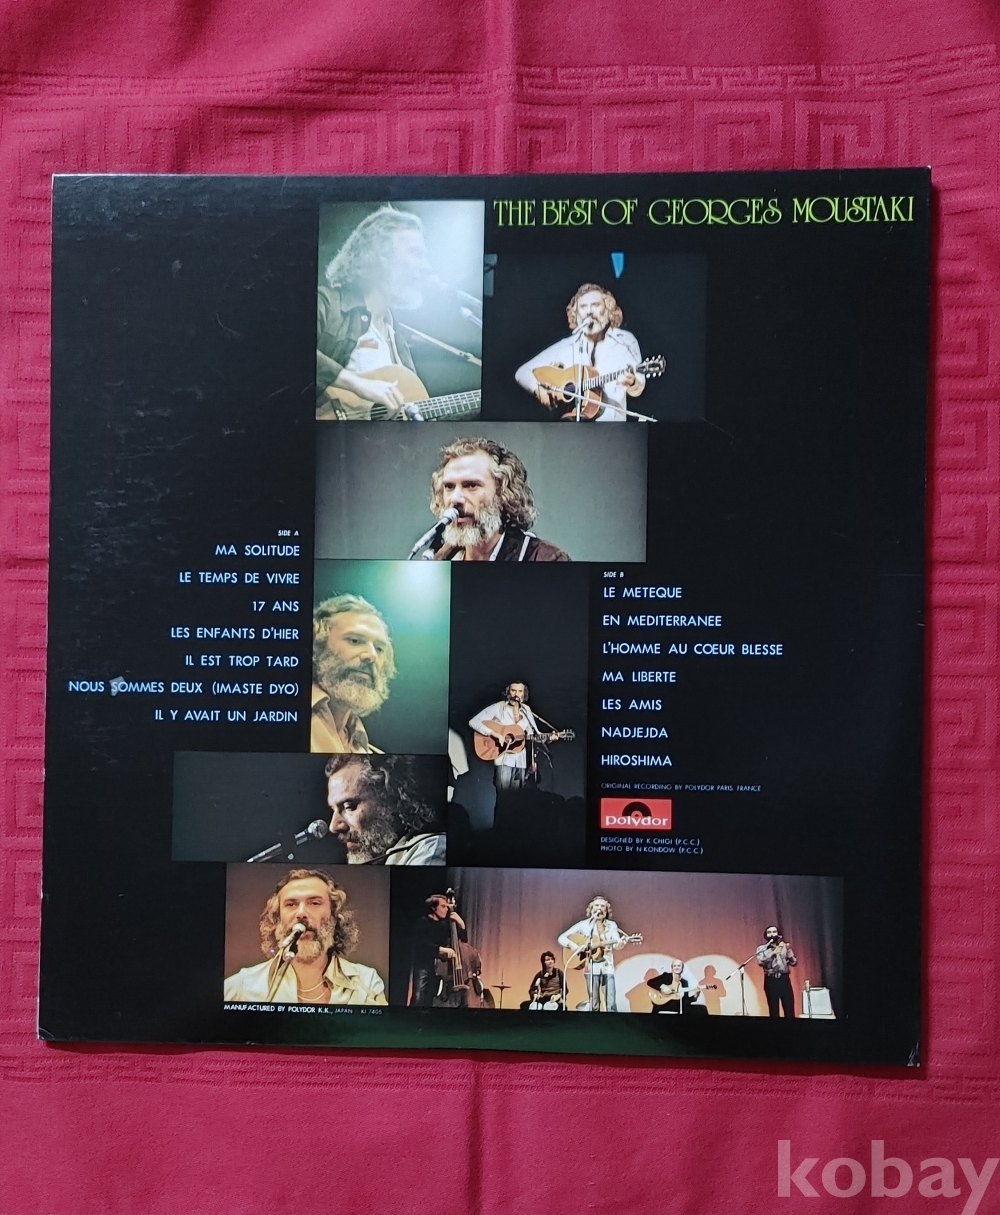 THE BEST OF GEORGES MOUSTAKI
SIDE A
MA SOLITUDE
LE TEMPS DE VIVRE
17 ANS
LES ENFANTS D'HIER
IL EST TROP TARD
NOUS SOMMES DEUX (IMASTE DYO)
IL Y AVAIT UN JARDIN
SIDE B
LE METEQUE
EN MEDITERRANEE
L'HOMME AU CŒUR BLESSE
MA LIBERTE
LES AMIS
NADJEJDA
HIROSHIMA
ORIGINAL RECORDING BY POLYDOR PARIS FRANCE
polydor
DESIGNED BY K.CHIGI (P.C.C.)
PHOTO BY N.KONDOW (P.C.C.)
MANUFACTURED BY POLYDOR K.K., JAPAN KI 7405
kobay